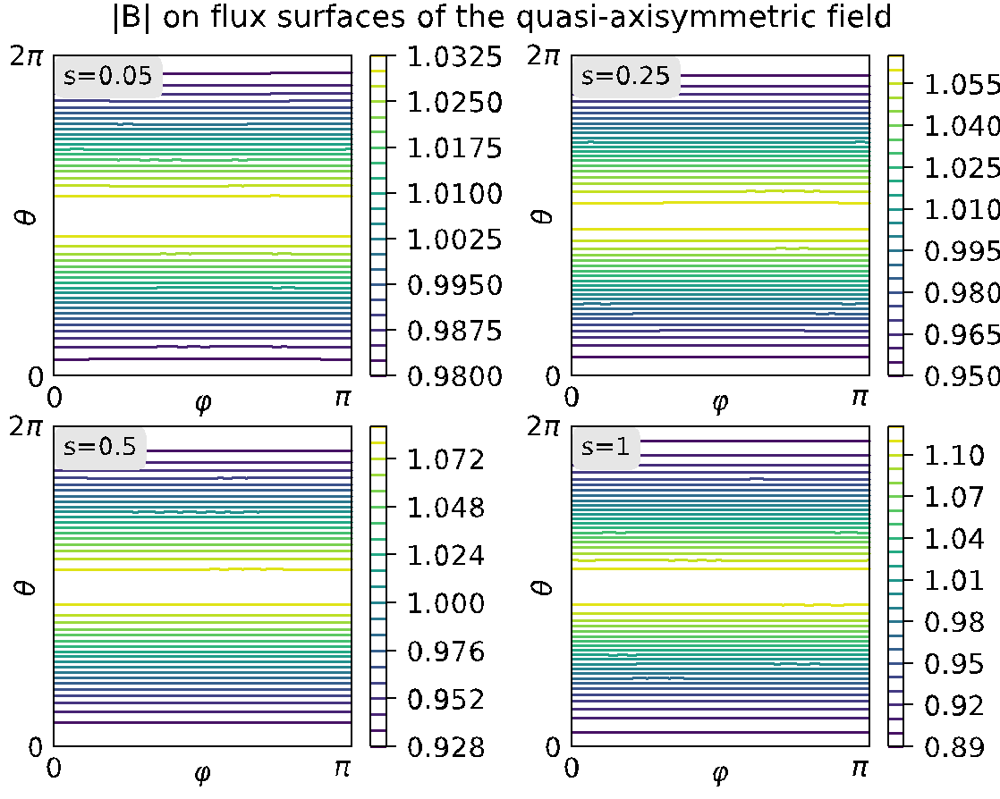 |B| on flux surfaces of the quasi-axisymmetric field
2π
s=0.05
θ
0
0
φ
π
1.0325
1.0250
1.0175
1.0100
1.0025
0.9950
0.9875
0.9800
2π
s=0.25
θ
0
0
φ
π
1.055
1.040
1.025
1.010
0.995
0.980
0.965
0.950
2π
s=0.5
θ
0
0
φ
π
1.072
1.048
1.024
1.000
0.976
0.952
0.928
2π
s=1
θ
0
0
φ
π
1.10
1.07
1.04
1.01
0.98
0.95
0.92
0.89